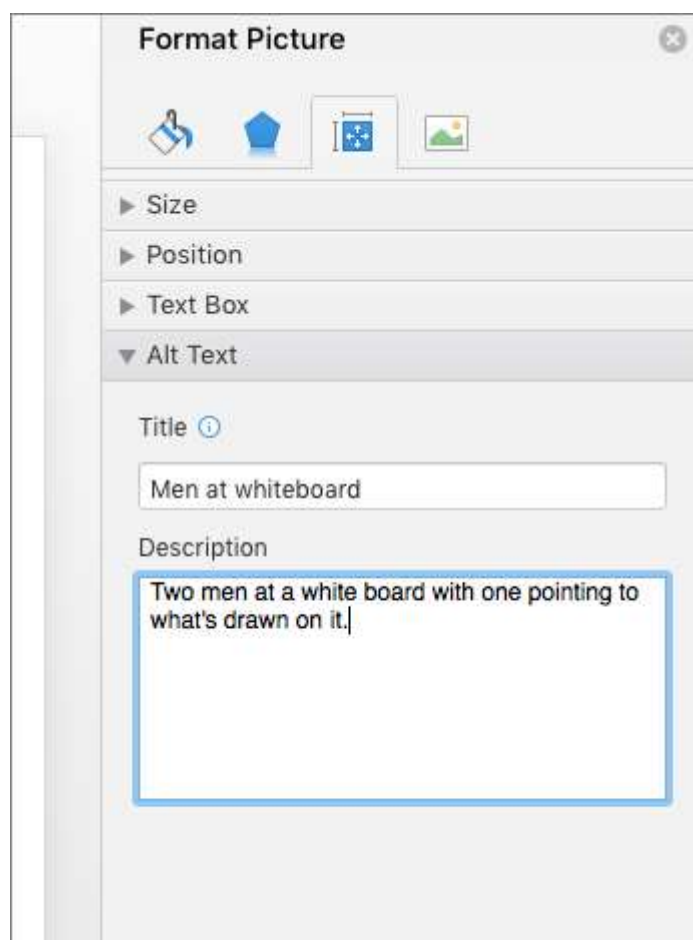 Format Picture
Size
Position
Text Box
Alt Text
Title
Men at whiteboard
Description
Two men at a white board with one pointing to
what's drawn on it.